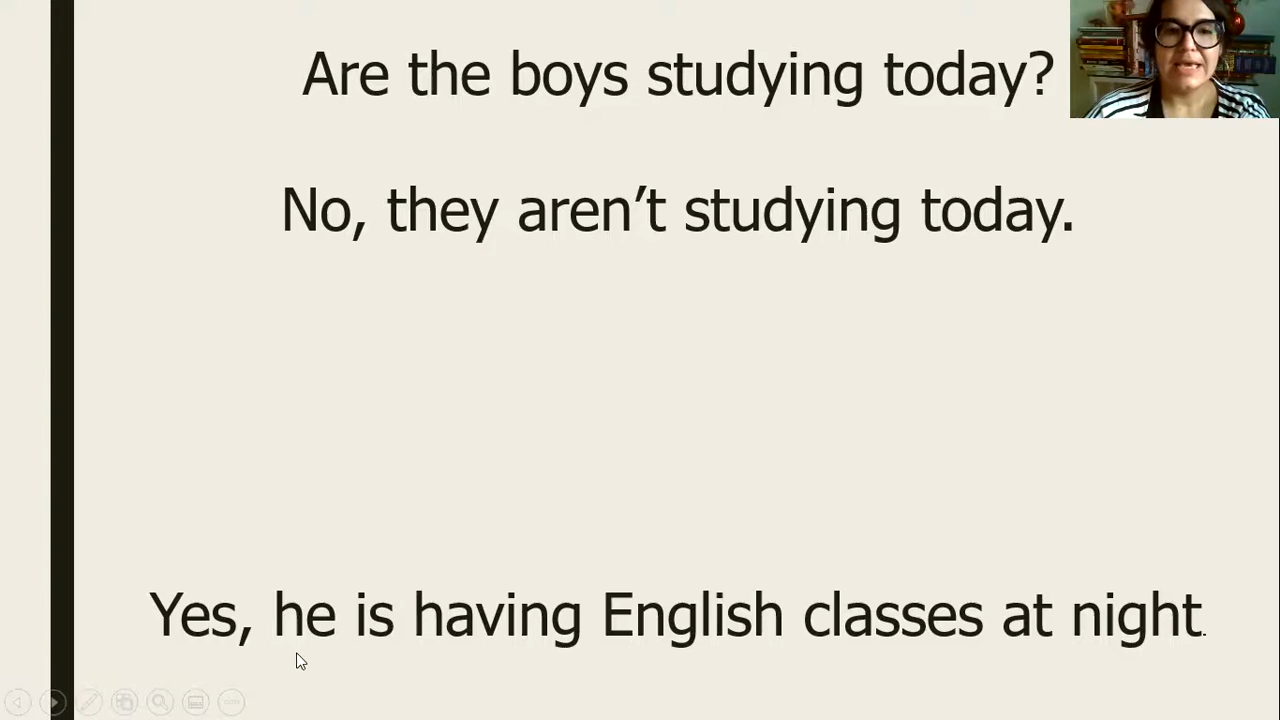 Are the boys studying today?
No, they aren’t studying today.
Yes, he is having English classes at night.